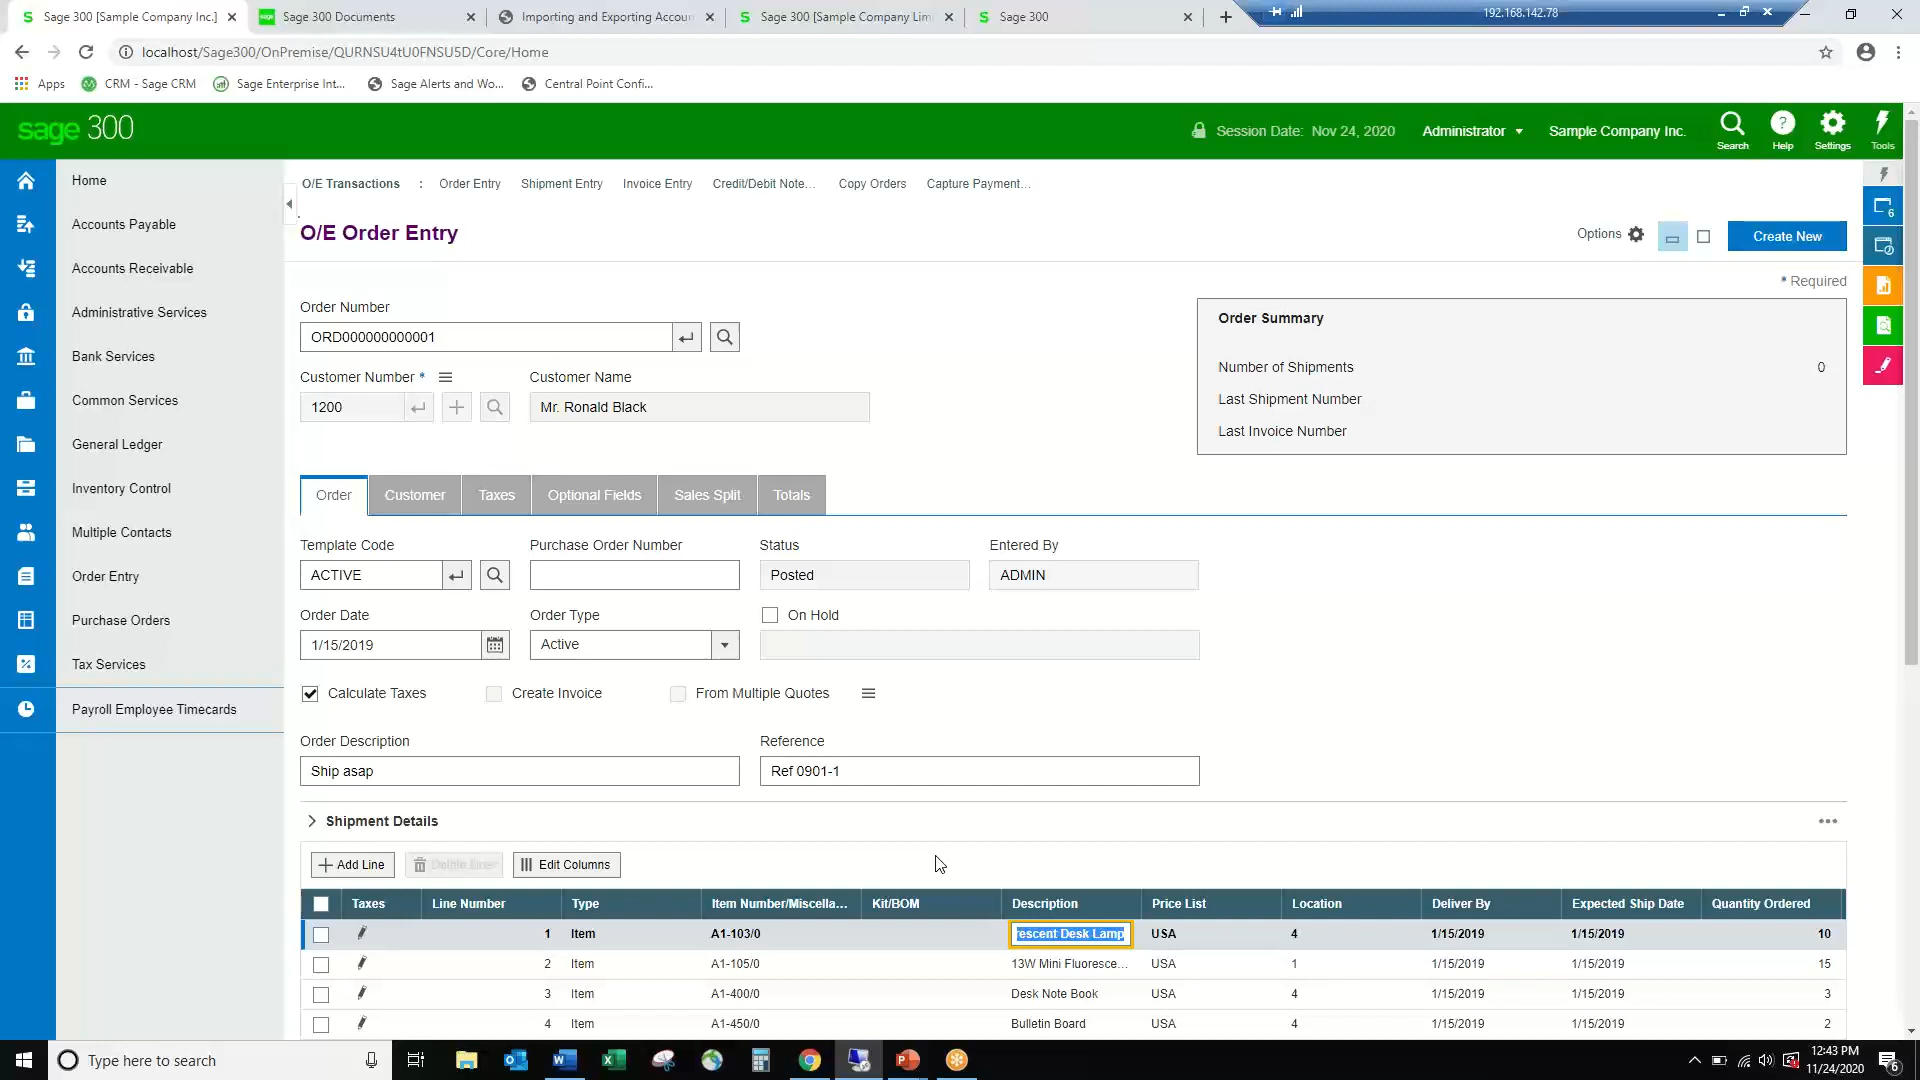 Sage 300 [Sample Company Inc.]
Sage 300 Documents
Importing and Exporting Accoun
Sage 300 [Sample Company Lim
Sage 300
192.168.142.78
localhost/Sage300/OnPremise/QURNSU4tU0FNSU5D/Core/Home
Apps
CRM - Sage CRM
Sage Enterprise Int...
Sage Alerts and Wo...
Central Point Confi...
sage 300
Session Date: Nov 24, 2020
Administrator
Sample Company Inc.
Search
Help
Settings
Tools
Home
Accounts Payable
Accounts Receivable
Administrative Services
Bank Services
Common Services
General Ledger
Inventory Control
Multiple Contacts
Order Entry
Purchase Orders
Tax Services
Payroll Employee Timecards
O/E Transactions : Order Entry Shipment Entry Invoice Entry Credit/Debit Note... Copy Orders Capture Payment...
O/E Order Entry
Options
Create New
6
* Required
Order Number
ORD000000000001
Customer Number *
Customer Name
1200
Mr. Ronald Black
Order Summary
Number of Shipments 0
Last Shipment Number
Last Invoice Number
Order Customer Taxes Optional Fields Sales Split Totals
Template Code Purchase Order Number Status Entered By
ACTIVE Posted ADMIN
Order Date Order Type On Hold
1/15/2019 Active
Calculate Taxes Create Invoice From Multiple Quotes
Order Description Reference
Ship asap Ref 0901-1
Shipment Details
Add Line Delete Line Edit Columns
Taxes Line Number Type Item Number/Miscella... Kit/BOM Description Price List Location Deliver By Expected Ship Date Quantity Ordered
1 Item A1-103/0 rescent Desk Lamp USA 4 1/15/2019 1/15/2019 10
2 Item A1-105/0 13W Mini Fluoresce... USA 1 1/15/2019 1/15/2019 15
3 Item A1-400/0 Desk Note Book USA 4 1/15/2019 1/15/2019 3
4 Item A1-450/0 Bulletin Board USA 4 1/15/2019 1/15/2019 2
Type here to search
12:43 PM
11/24/2020
6